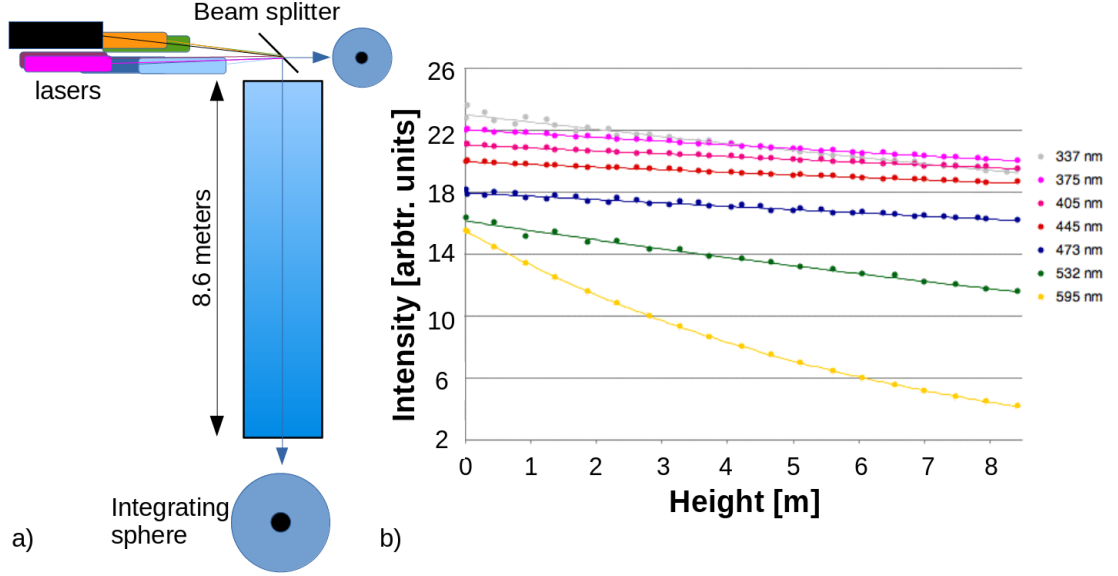 Beam splitter
lasers
8.6 meters
Integrating
sphere
a)
26
22
18
14
10
6
2
Intensity [arbtr. units]
0 1 2 3 4 5 6 7 8
Height [m]
b)
337 nm
375 nm
405 nm
445 nm
473 nm
532 nm
595 nm